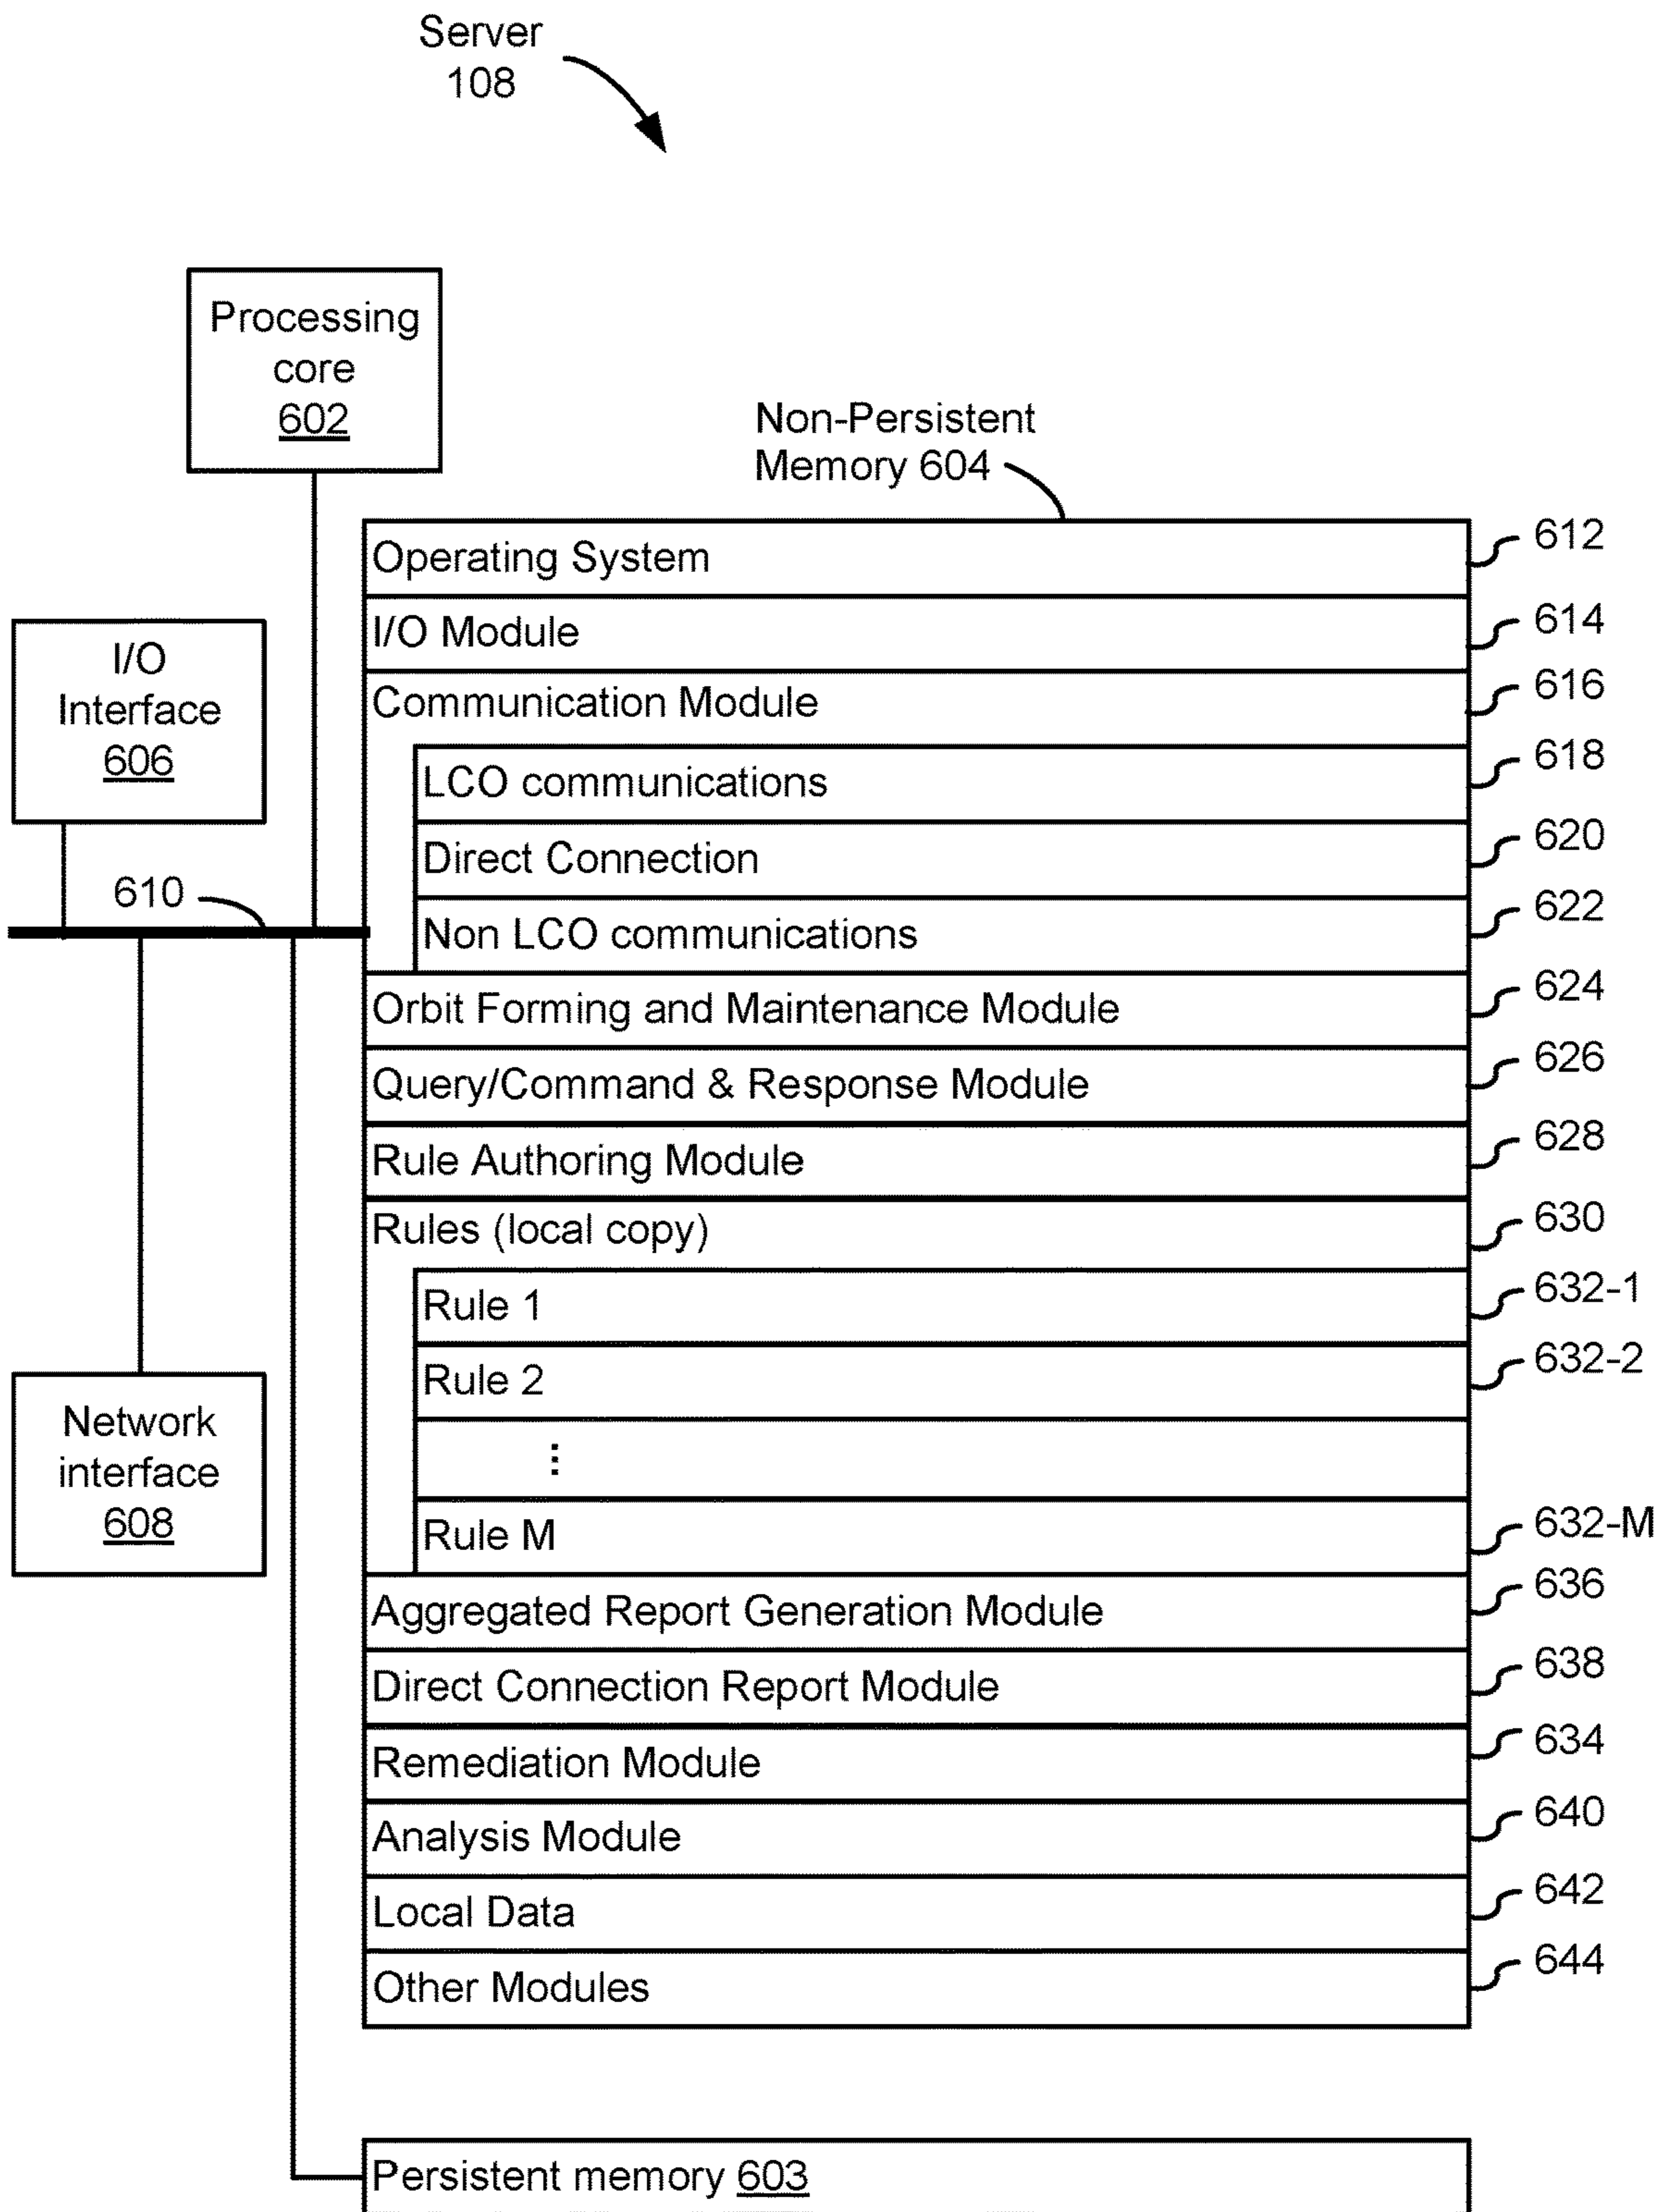 Server
108
Processing
core
602
Non-Persistent
Memory 604
Operating System
612
I/O Module
614
I/O
Interface
606
Communication Module
616
LCO communications
618
Direct Connection
620
610
Non LCO communications
622
Orbit Forming and Maintenance Module
624
Query/Command & Response Module
626
Rule Authoring Module
628
Rules (local copy)
630
Rule 1
632-1
Rule 2
632-2
Network
interface
608
⋮
Rule M
632-M
Aggregated Report Generation Module
636
Direct Connection Report Module
638
Remediation Module
634
Analysis Module
640
Local Data
642
Other Modules
644
Persistent memory 603